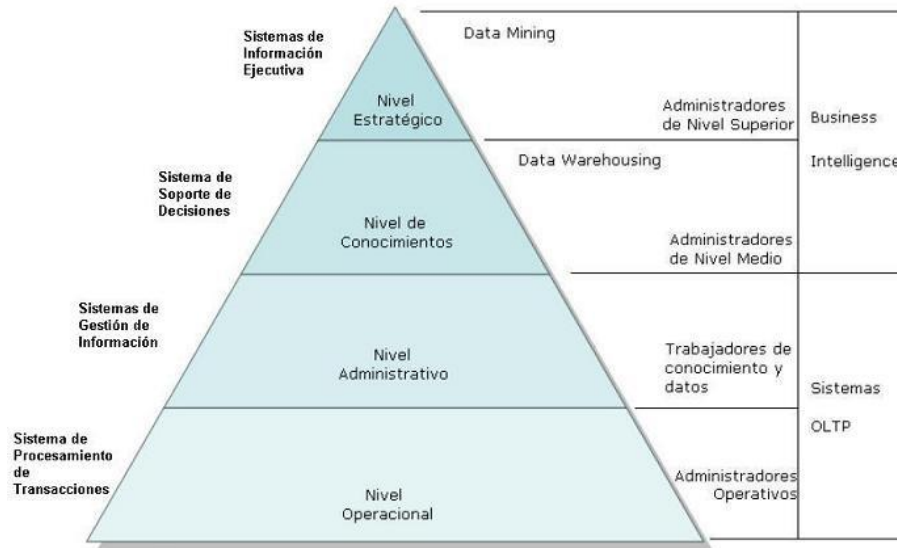 Sistemas de
Información
Ejecutiva
Data Mining
Nivel
Estratégico
Administradores
de Nivel Superior
Business
Intelligence
Sistema de
Soporte de
Decisiones
Data Warehousing
Nivel de
Conocimientos
Administradores
de Nivel Medio
Sistemas de
Gestión de
Información
Nivel
Administrativo
Trabajadores de
conocimiento y
datos
Sistemas
OLTP
Sistema de
Procesamiento
de
Transacciones
Nivel
Operacional
Administradores
Operativos